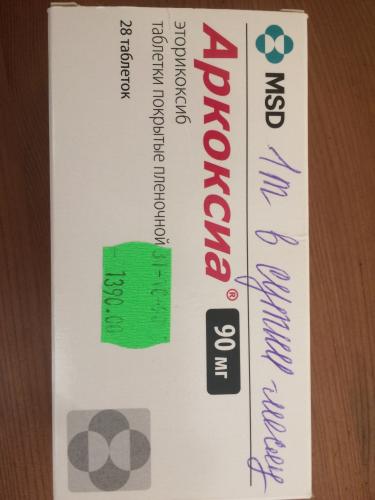 MSD
1т в сутки - месяц
Аркоксиа®
90 мг
эторикоксиб
таблетки покрытые пленочной
28 таблеток
1390.00